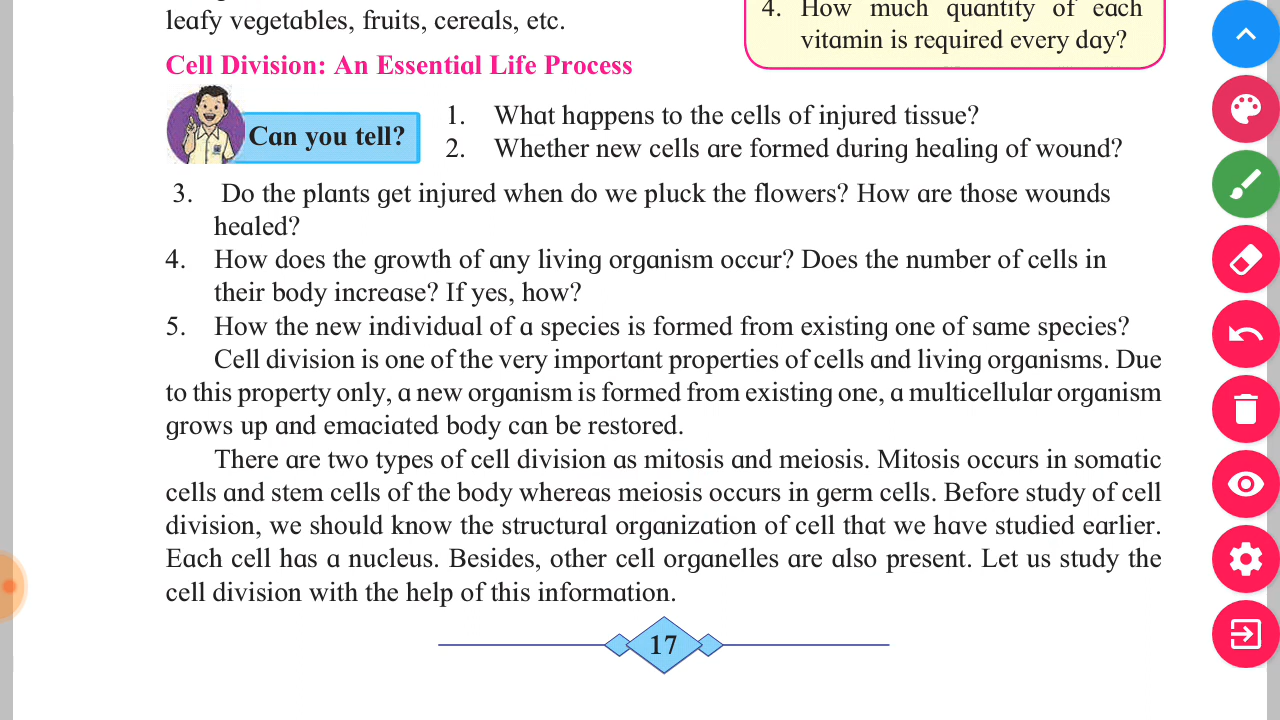 leafy vegetables, fruits, cereals, etc.
4. How much quantity of each
vitamin is required every day?
Cell Division: An Essential Life Process
Can you tell?
1. What happens to the cells of injured tissue?
2. Whether new cells are formed during healing of wound?
3. Do the plants get injured when do we pluck the flowers? How are those wounds
healed?
4. How does the growth of any living organism occur? Does the number of cells in
their body increase? If yes, how?
5. How the new individual of a species is formed from existing one of same species?
Cell division is one of the very important properties of cells and living organisms. Due
to this property only, a new organism is formed from existing one, a multicellular organism
grows up and emaciated body can be restored.
There are two types of cell division as mitosis and meiosis. Mitosis occurs in somatic
cells and stem cells of the body whereas meiosis occurs in germ cells. Before study of cell
division, we should know the structural organization of cell that we have studied earlier.
Each cell has a nucleus. Besides, other cell organelles are also present. Let us study the
cell division with the help of this information.
17